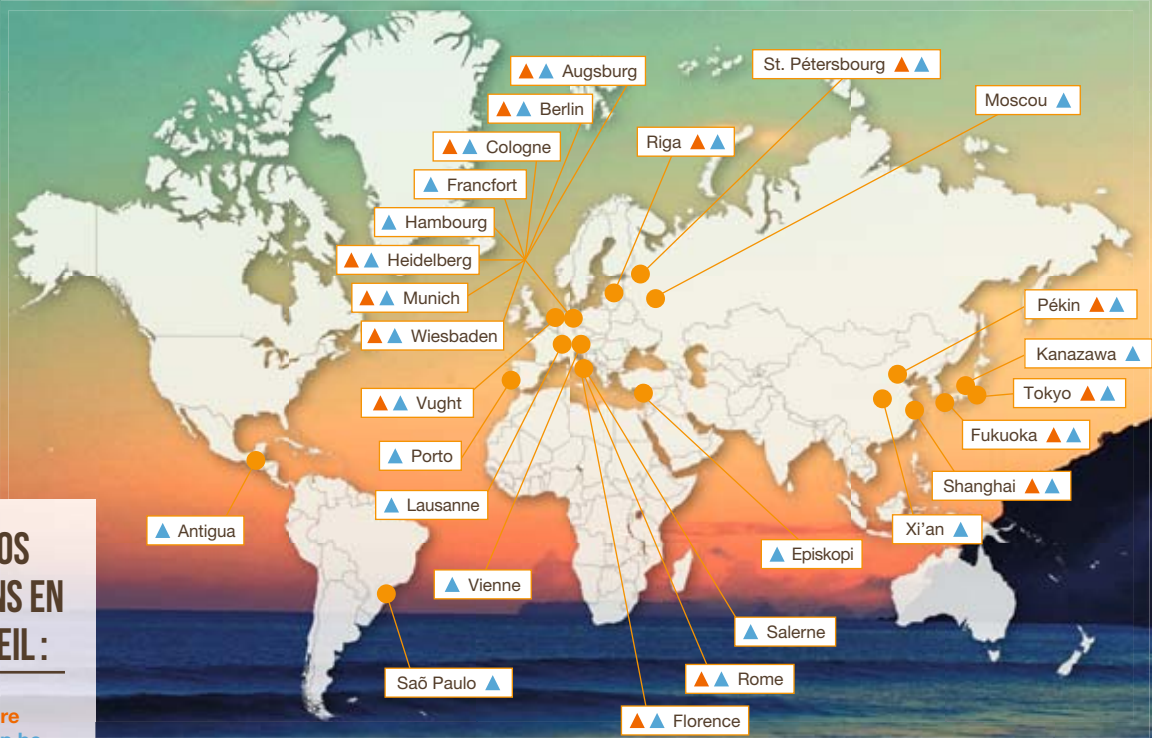 Augsburg
St. Pétersbourg
Moscou
Berlin
Riga
Cologne
Francfort
Hambourg
Heidelberg
Munich
Pékin
Wiesbaden
Kanazawa
Tokyo
Vught
Fukuoka
Porto
Shanghai
Lausanne
Xi'an
Antigua
Episkopi
Vienne
Salerne
Rome
Saõ Paulo
Florence
OS
NS EN
EIL :
re